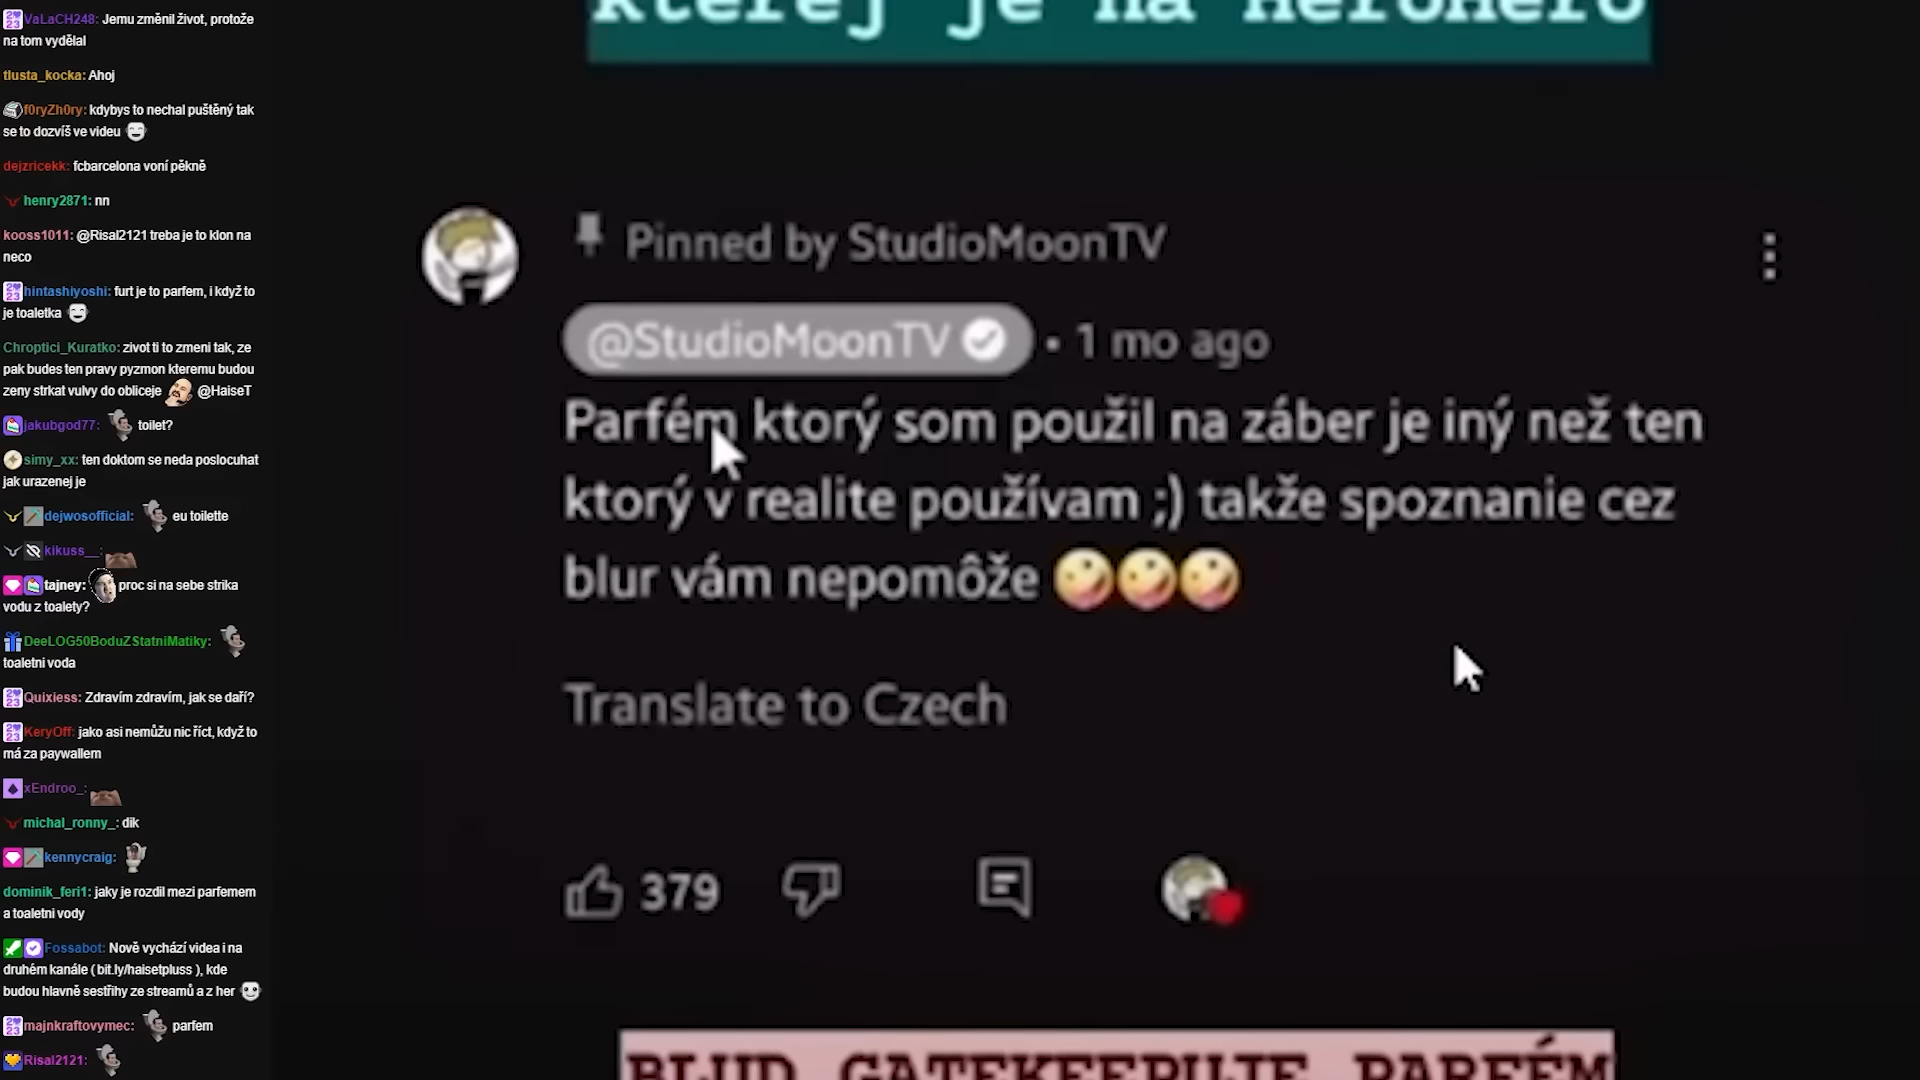 VaLaCH248: Jemu změnil život, protože
na tom vydělal
tlusta_kocka: Ahoj
f0ryZh0ry: kdybys to nechal puštěný tak
se to dozvíš ve videu
dejzricekk: fcbarcelona voní pěkně
henry2871: nn
kooss1011: @Risal2121 treba je to klon na
neco
hintashiyoshi: furt je to parfem, i když to
je toaletka
Chroptici_Kuratko: zivot ti to zmeni tak, ze
pak budes ten pravy pyzmon kteremu budou
zeny strkat vulvy do obliceje @HaiseT
jakubgod77: toilet?
simy_xx: ten doktom se neda poslocuhat
jak urazenej je
dejwosofficial: eu toilette
kikuss__:
tajney: proc si na sebe strika
vodu z toalety?
DeeLOG50BoduZStatniMatiky:
toaletni voda
Quixiess: Zdravím zdravím, jak se daří?
KeryOff: jako asi nemůžu nic říct, když to
má za paywallem
xEndroo_:
michal_ronny_: dik
kennycraig:
dominik_feri1: jaky je rozdil mezi parfemem
a toaletni vody
Fossabot: Nově vychází videa i na
druhém kanále ( bit.ly/haisetpluss ), kde
budou hlavně sestřihy ze streamů a z her
majnkraftovymec: parfem
Risal2121:
kterej je na HeroHero
Pinned by StudioMoonTV
@StudioMoonTV • 1 mo ago
Parfém ktorý som použil na záber je iný než ten
ktorý v realite používam ;) takže spoznanie cez
blur vám nepomôže 🤪🤪🤪
Translate to Czech
379
BLUD GATEKEEPUJE PARFÉM